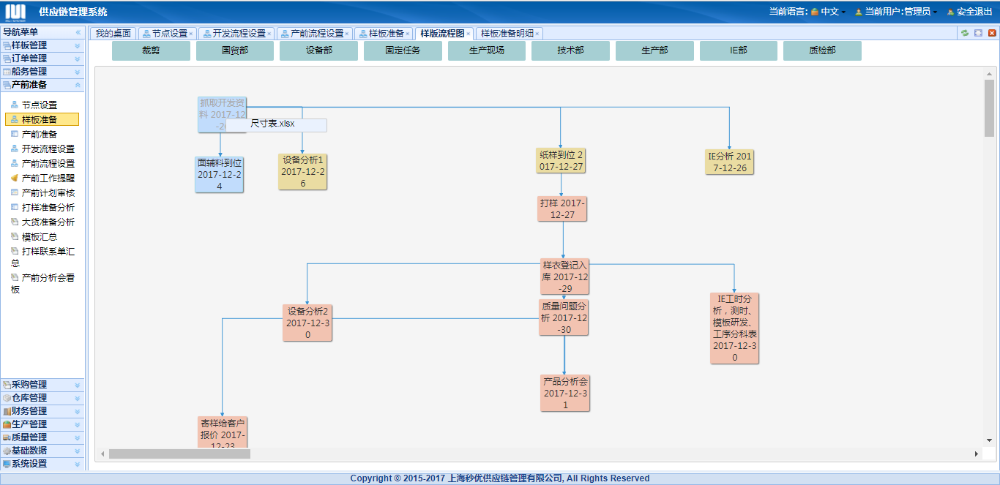 供应链管理系统
当前语言: 中文 当前用户:管理员 安全退出
导航菜单
样板管理
订单管理
船务管理
产前准备
节点设置
样板准备
产前准备
开发流程设置
产前流程设置
产前工作提醒
产前计划审核
打样准备分析
大货准备分析
模板汇总
打样联系单汇
总
产前分析会看
板
采购管理
仓库管理
财务管理
生产管理
质量管理
基础数据
系统设置
我的桌面 节点设置 开发流程设置 产前流程设置 样板准备 样版流程图 样板准备明细
裁剪 国贸部 设备部 固定任务 生产现场 技术部 生产部 IE部 质检部
抓取开发资
料 2017-12
-2
尺寸表.xlsx
面辅料到位
2017-12-2
4
设备分析1
2017-12-2
6
纸样到位 2
017-12-27
IE分析 201
7-12-26
打样 2017-
12-27
样衣登记入
库 2017-12
-29
设备分析2
2017-12-3
0
质量问题分
析 2017-12
-30
IE工时分
析，测时、
模板研发、
工序分科表
2017-12-3
0
产品分析会
2017-12-3
1
寄样给客户
报价 2017-
12-23
Copyright © 2015-2017 上海秒优供应链管理有限公司, All Rights Reserved